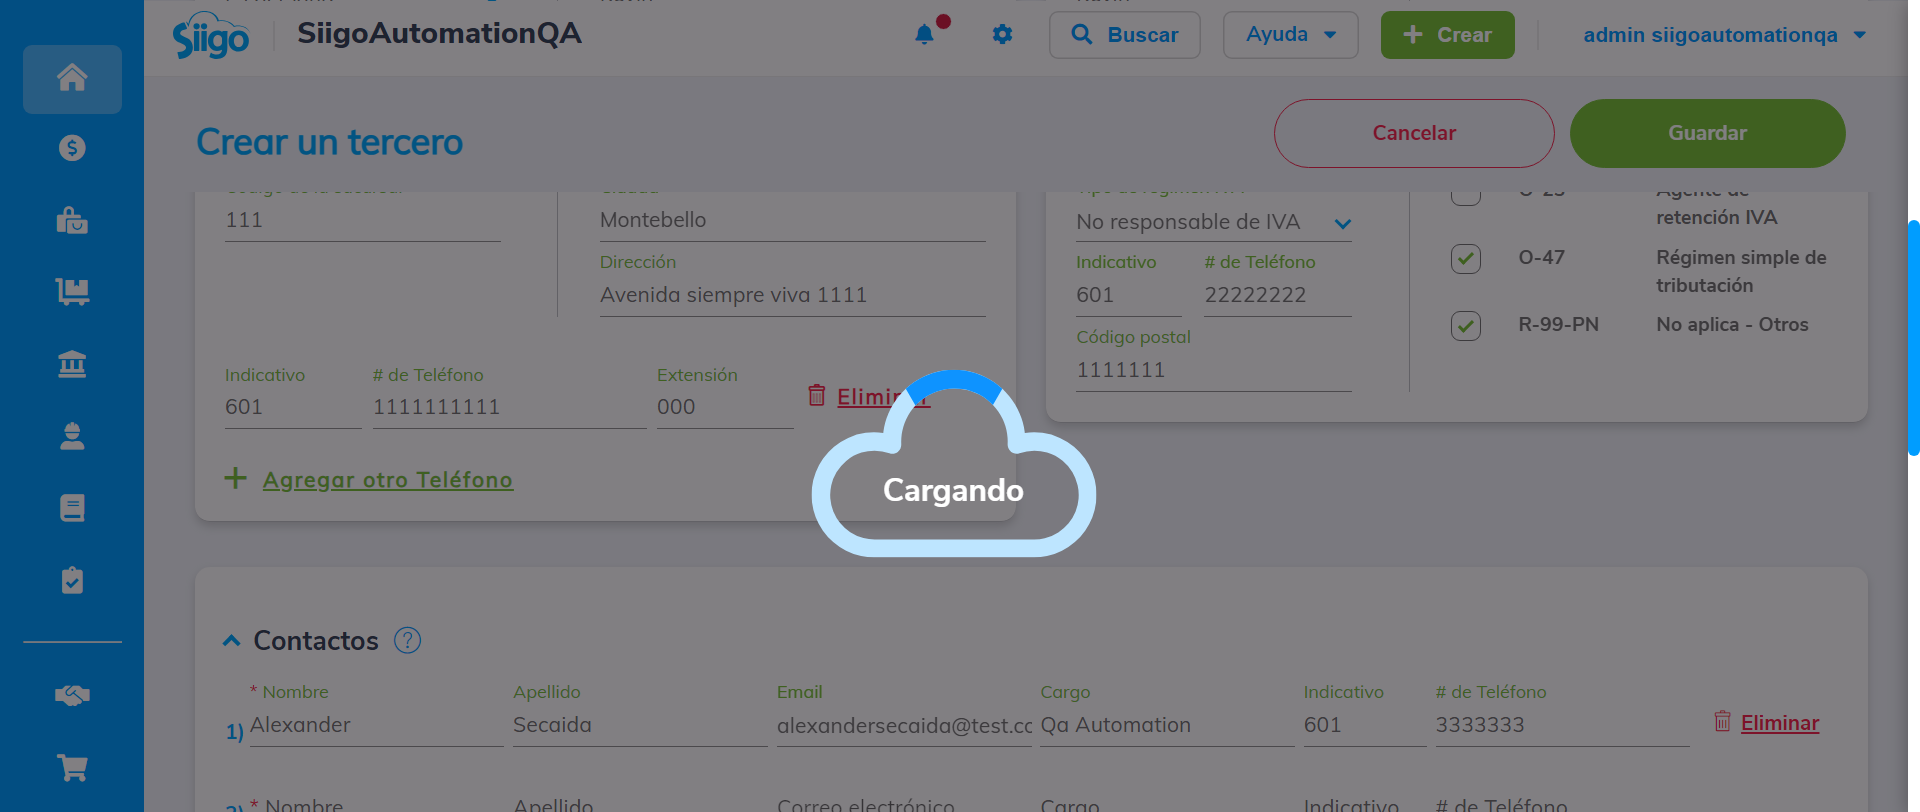 Siigo
SiigoAutomationQA
Buscar
Ayuda
Crear
admin siigoautomationqa
Crear un tercero
Cancelar
Guardar
111
Montebello
Dirección
Avenida siempre viva 1111
No responsable de IVA
Indicativo
# de Teléfono
601
22222222
Código postal
1111111
Agente de
retención IVA
O-47
Régimen simple de
tributación
R-99-PN
No aplica - Otros
Indicativo
# de Teléfono
Extensión
601
1111111111
000
Eliminar
Agregar otro Teléfono
Cargando
Contactos ?
* Nombre
Apellido
Email
Cargo
Indicativo
# de Teléfono
1) Alexander
Secaida
alexandersecaida@test.cc
Qa Automation
601
3333333
Eliminar
* Nombre
Apellido
Correo electrónico
Cargo
Indicativo
# de Teléfono